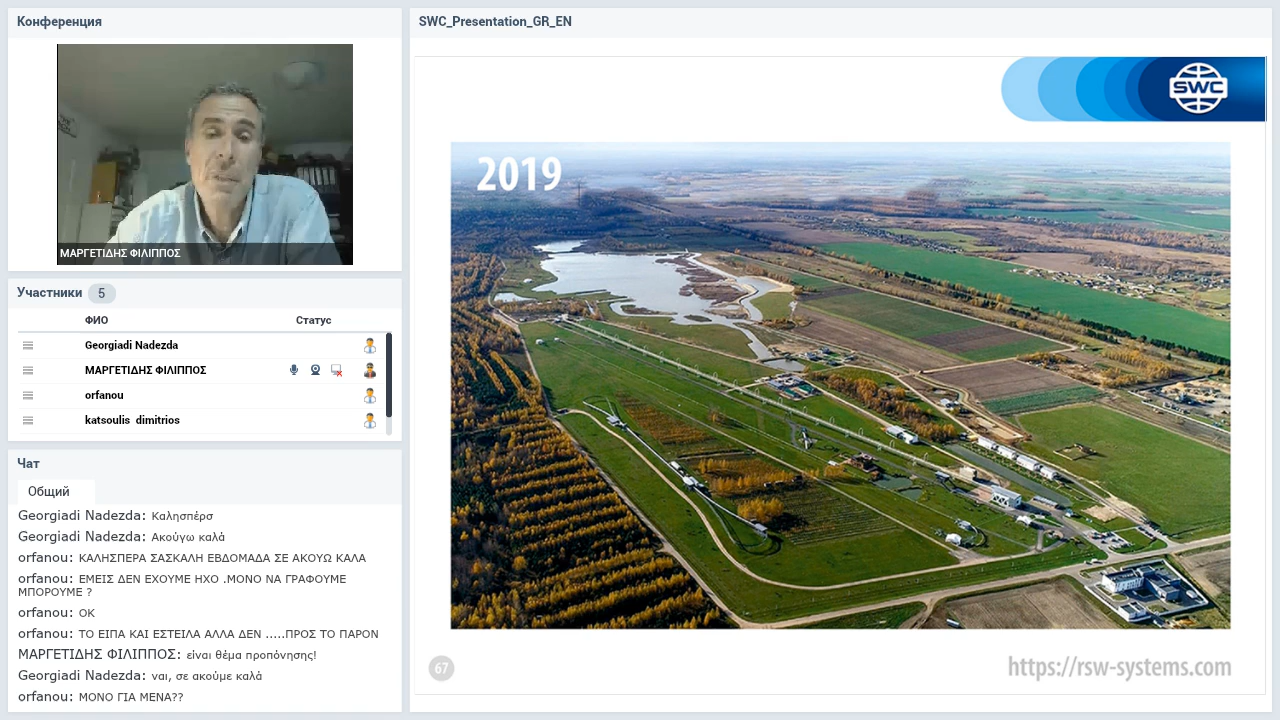 Конференция
ΜΑΡΓΕΤΙΔΗΣ ΦΙΛΙΠΠΟΣ
Участники 5
ФИО Статус
Georgiadi Nadezda
ΜΑΡΓΕΤΙΔΗΣ ΦΙΛΙΠΠΟΣ
orfanou
katsoulis dimitrios
Чат
Общий
Georgiadi Nadezda: Καλησπέρσ
Georgiadi Nadezda: Ακούγω καλά
orfanou: ΚΑΛΗΣΠΕΡΑ ΣΑΣΚΑΛΗ ΕΒΔΟΜΑΔΑ ΣΕ ΑΚΟΥΩ ΚΑΛΑ
orfanou: ΕΜΕΙΣ ΔΕΝ ΕΧΟΥΜΕ ΗΧΟ .ΜΟΝΟ ΝΑ ΓΡΑΦΟΥΜΕ
ΜΠΟΡΟΥΜΕ ?
orfanou: ΟΚ
orfanou: ΤΟ ΕΙΠΑ ΚΑΙ ΕΣΤΕΙΛΑ ΑΛΛΑ ΔΕΝ .....ΠΡΟΣ ΤΟ ΠΑΡΟΝ
ΜΑΡΓΕΤΙΔΗΣ ΦΙΛΙΠΠΟΣ: είναι θέμα προπόνησης!
Georgiadi Nadezda: ναι, σε ακούμε καλά
orfanou: ΜΟΝΟ ΓΙΑ ΜΕΝΑ??
SWC_Presentation_GR_EN
SWC
2019
67
https://rsw-systems.com